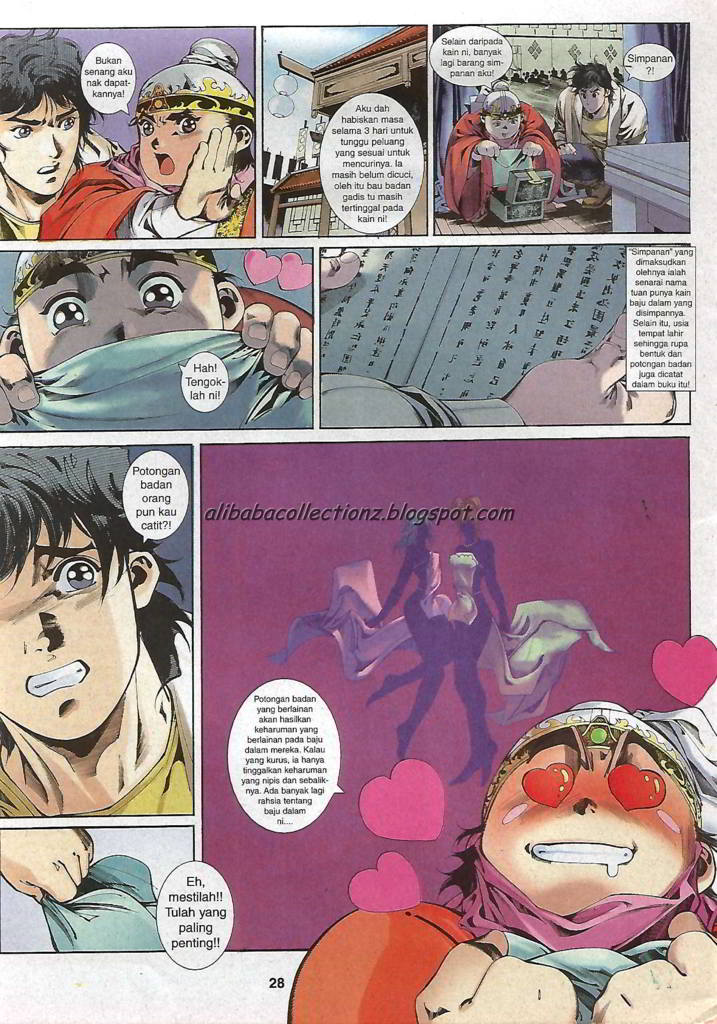 Bukan
senang aku
nak dapat-
kannya!
Aku dah
habiskan masa
selama 3 hari untuk
tunggu peluang
yang sesuai untuk
mencurinya. Ia
masih belum dicuci,
oleh itu bau badan
gadis tu masih
tertinggal pada
kain ni!
Selain daripada
kain ni, banyak
lagi barang sim-
panan aku!
Simpanan
?!
Hah!
Tengok-
lah ni!
"Simpanan" yang
dimaksudkan
olehnya ialah
senarai nama
tuan punya kain
baju dalam yang
disimpannya.
Selain itu, usia
tempat lahir
sehingga rupa
bentuk dan
potongan badan
juga dicatat
dalam buku itu!
Potongan
badan
orang
pun kau
catit?!
alibabacollectionz.blogspot.com
Potongan badan
yang berlainan
akan hasilkan
keharuman yang
berlainan pada baju
dalam mereka. Kalau
yang kurus, ia hanya
tinggalkan keharuman
yang nipis dan sebalik-
nya. Ada banyak lagi
rahsia tentang
baju dalam
ni....
Eh,
mestilah!!
Tulah yang
paling
penting!!
28